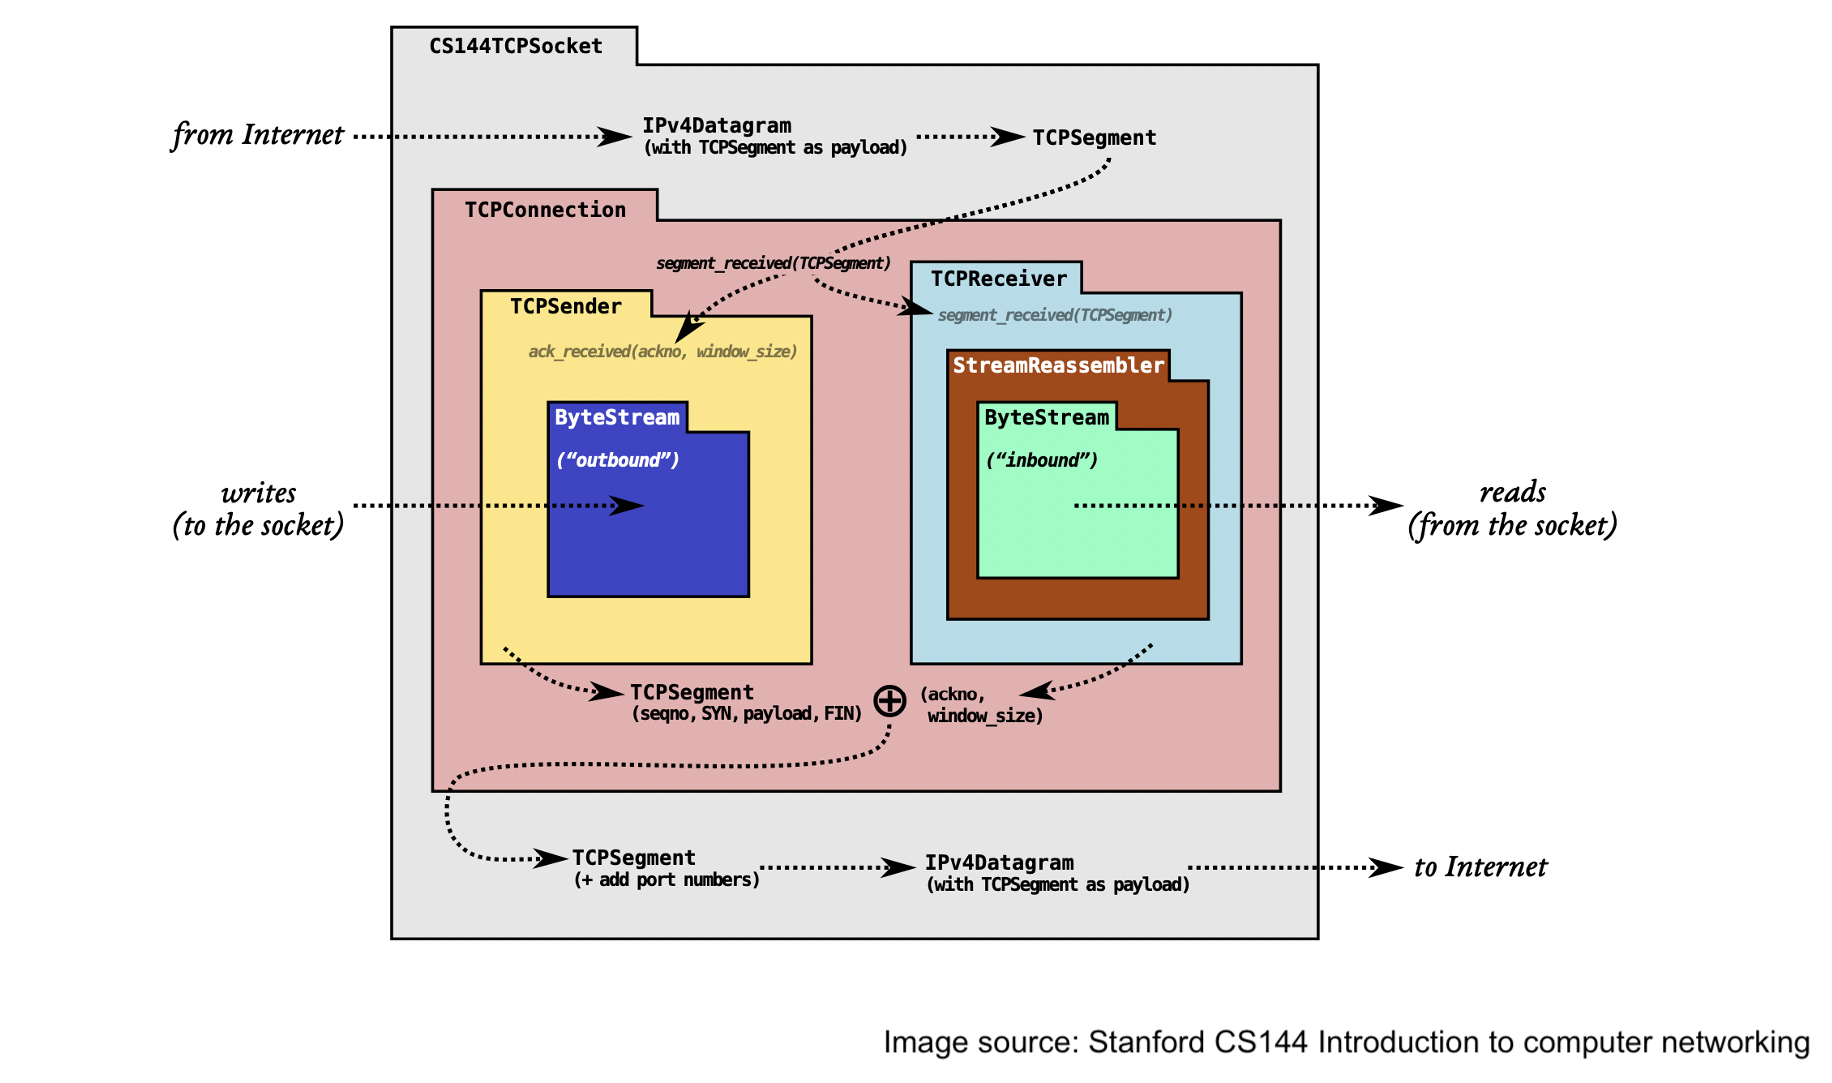 CS144TCPSocket
from Internet
IPv4Datagram
(with TCPSegment as payload)
TCPSegment
TCPConnection
segment_received(TCPSegment)
TCPSender
ack_received(ackno, window_size)
ByteStream
(“outbound”)
TCPReceiver
segment_received(TCPSegment)
StreamReassembler
ByteStream
(“inbound”)
writes
(to the socket)
reads
(from the socket)
TCPSegment
(seqno, SYN, payload, FIN)
(ackno,
window_size)
TCPSegment
(+ add port numbers)
IPv4Datagram
(with TCPSegment as payload)
to Internet
Image source: Stanford CS144 Introduction to computer networking